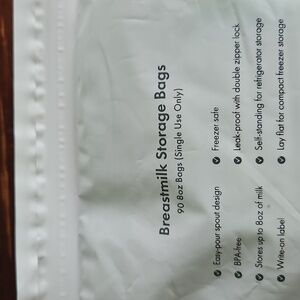 Breastmilk Storage Bags
90 8oz Bags (Single Use Only)
Easy-pour spout design
BPA-free
Stores up to 8oz of milk
Write-on label
Freezer safe
Leak-proof with double zipper lock
Self-standing for refrigerator storage
Lay flat for compact freezer storage